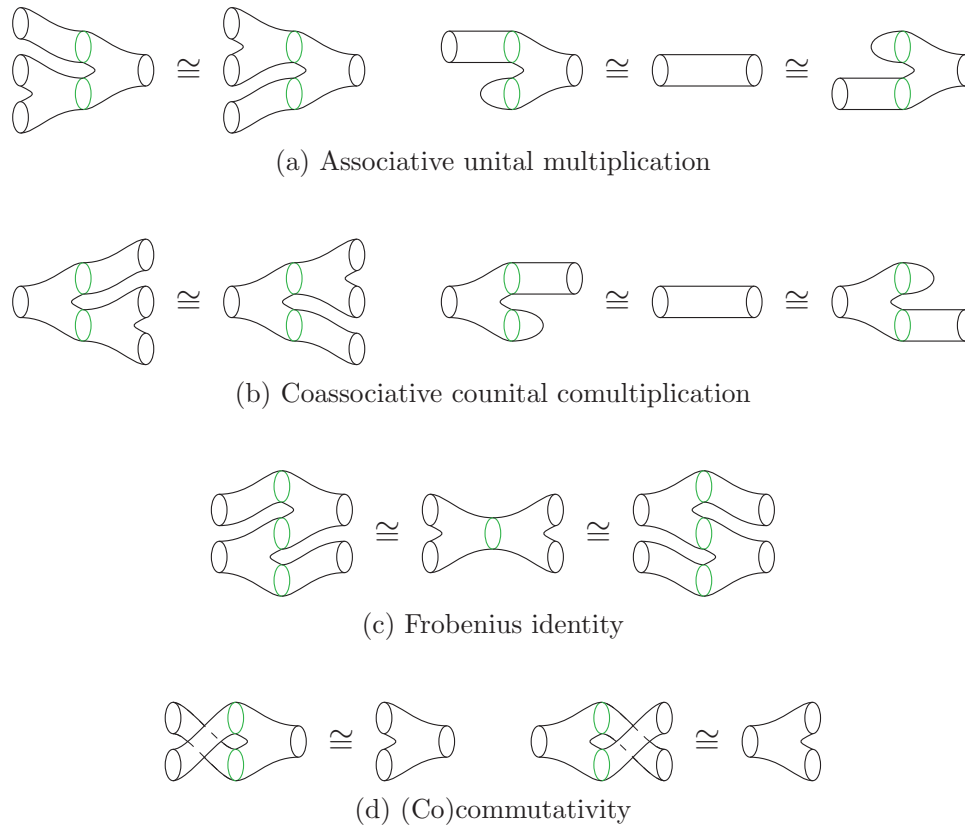 ≅ ≅ ≅
(a) Associative unital multiplication
≅ ≅ ≅
(b) Coassociative counital comultiplication
≅ ≅
(c) Frobenius identity
≅ ≅
(d) (Co)commutativity